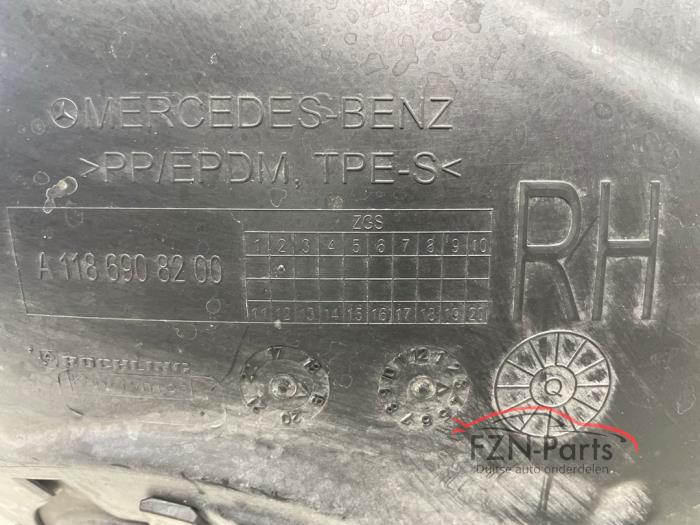 MERCEDES-BENZ
>PP/EPDM, TPE-S<
RH
ZGS
1 2 3 4 5 6 7 8 9 10
A 118 690 82 00
11 12 13 14 15 16 17 18 19 20
ROCHLING
Q
FZN-Parts
Duitse auto onderdelen